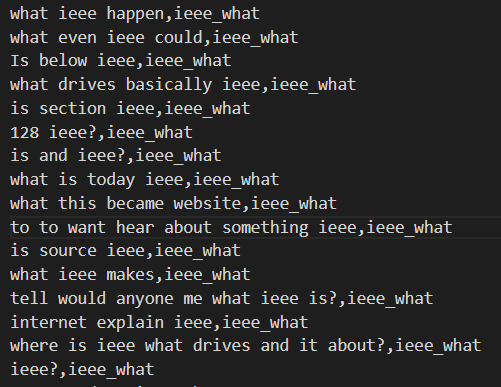 what ieee happen,ieee_what
what even ieee could,ieee_what
Is below ieee,ieee_what
what drives basically ieee,ieee_what
is section ieee,ieee_what
128 ieee?,ieee_what
is and ieee?,ieee_what
what is today ieee,ieee_what
what this became website,ieee_what
to to want hear about something ieee,ieee_what
is source ieee,ieee_what
what ieee makes,ieee_what
tell would anyone me what ieee is?,ieee_what
internet explain ieee,ieee_what
where is ieee what drives and it about?,ieee_what
ieee?,ieee_what